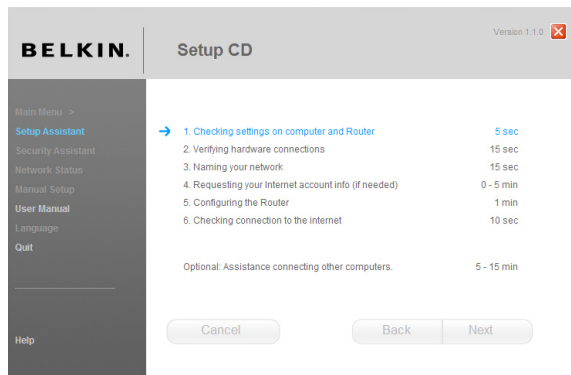 Version 1.1.0
BELKIN.
Setup CD
Main Menu >
Setup Assistant
Security Assistant
Network Status
Manual Setup
User Manual
Language
Quit
Help
1. Checking settings on computer and Router 5 sec
2. Verifying hardware connections 15 sec
3. Naming your network 15 sec
4. Requesting your Internet account info (if needed) 0 - 5 min
5. Configuring the Router 1 min
6. Checking connection to the internet 10 sec
Optional: Assistance connecting other computers. 5 - 15 min
Cancel Back Next